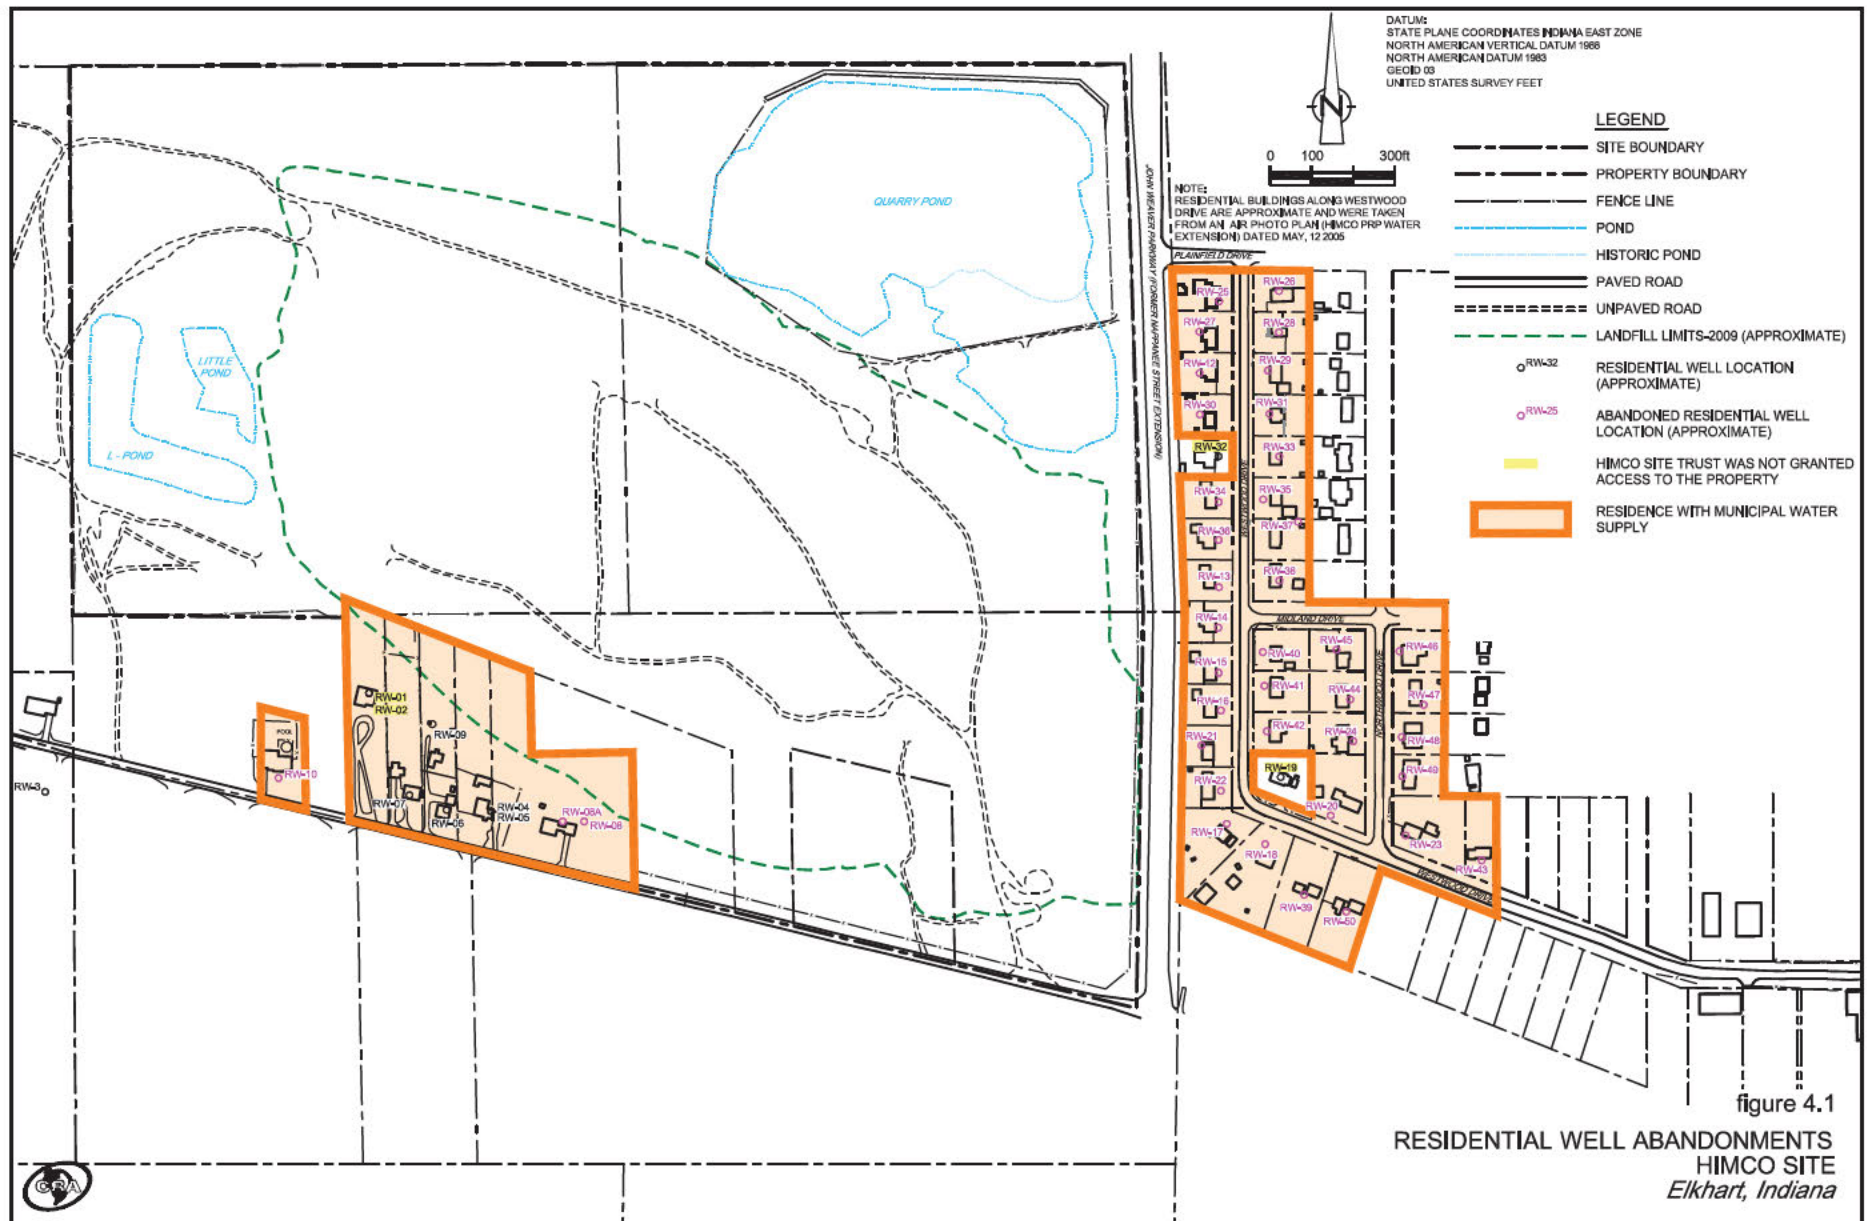 DATUM:
STATE PLANE COORDINATES INDIANA EAST ZONE
NORTH AMERICAN VERTICAL DATUM 1988
NORTH AMERICAN DATUM 1983
GEOID 03
UNITED STATES SURVEY FEET
N
0 100 300ft
NOTE:
RESIDENTIAL BUILDINGS ALONG WESTWOOD
DRIVE ARE APPROXIMATE AND WERE TAKEN
FROM AN AIR PHOTO PLAN (HIMCO PRP WATER
EXTENSION) DATED MAY, 12 2005
LEGEND
SITE BOUNDARY
PROPERTY BOUNDARY
FENCE LINE
POND
HISTORIC POND
PAVED ROAD
UNPAVED ROAD
LANDFILL LIMITS-2009 (APPROXIMATE)
RW-32
RESIDENTIAL WELL LOCATION
(APPROXIMATE)
RW-25
ABANDONED RESIDENTIAL WELL
LOCATION (APPROXIMATE)
HIMCO SITE TRUST WAS NOT GRANTED
ACCESS TO THE PROPERTY
RESIDENCE WITH MUNICIPAL WATER
SUPPLY
QUARRY POND
LITTLE
POND
L - POND
JOHN WEAVER PARKWAY (FORMER NAPPANEE STREET EXTENSION)
PLAINFIELD DRIVE
RW-25
RW-26
RW-27
RW-28
RW-12
RW-29
RW-30
RW-31
RW-32
RW-33
WESTWOOD DRIVE
RW-34
RW-35
RW-36
RW-37
RW-13
RW-38
RW-14
MIDLAND DRIVE
RW-15
RW-40
RW-45
RW-46
NORTHWOOD DRIVE
RW-16
RW-41
RW-44
RW-47
RW-21
RW-42
RW-24
RW-48
RW-22
RW-19
RW-49
RW-20
RW-17
RW-18
RW-23
RW-43
WESTWOOD DRIVE
RW-39
RW-50
RW-01
RW-02
RW-09
POOL
RW-10
RW-3
RW-07
RW-06
RW-04
RW-05
RW-08A
RW-08
figure 4.1
RESIDENTIAL WELL ABANDONMENTS
HIMCO SITE
Elkhart, Indiana
CRA